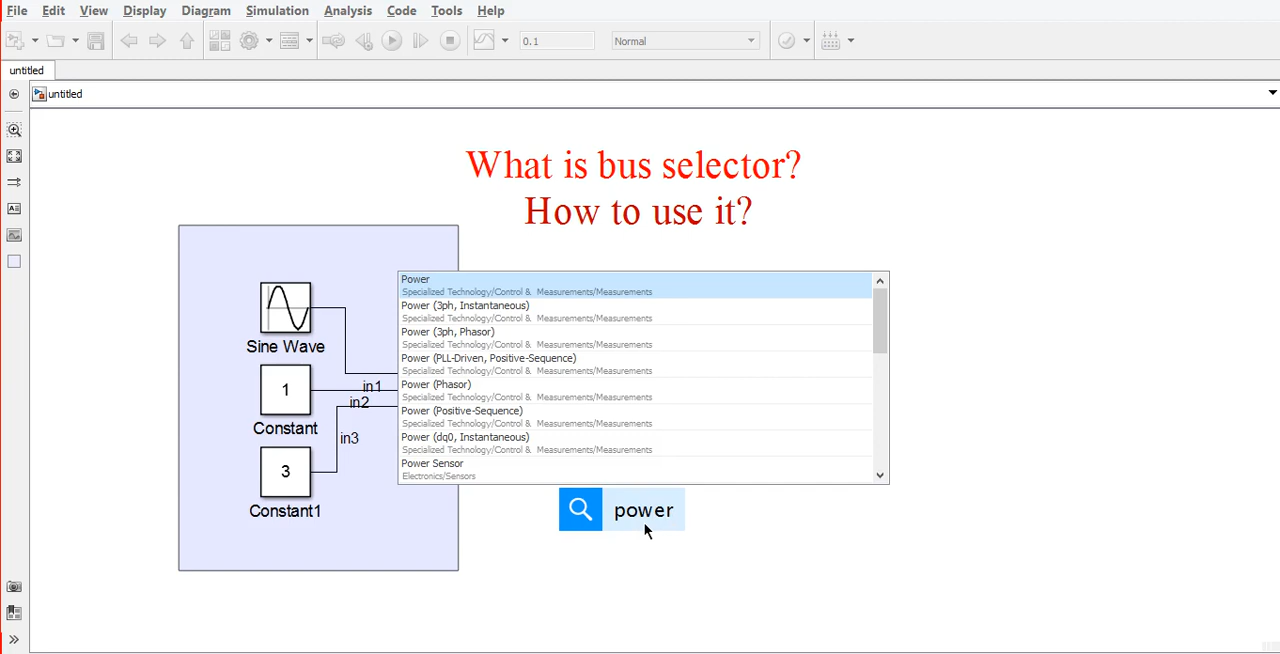 File Edit View Display Diagram Simulation Analysis Code Tools Help
0.1 Normal
untitled
untitled
What is bus selector?
How to use it?
Sine Wave
1
Constant
3
Constant1
in1
in2
in3
Power
Specialized Technology/Control & Measurements/Measurements
Power (3ph, Instantaneous)
Specialized Technology/Control & Measurements/Measurements
Power (3ph, Phasor)
Specialized Technology/Control & Measurements/Measurements
Power (PLL-Driven, Positive-Sequence)
Specialized Technology/Control & Measurements/Measurements
Power (Phasor)
Specialized Technology/Control & Measurements/Measurements
Power (Positive-Sequence)
Specialized Technology/Control & Measurements/Measurements
Power (dq0, Instantaneous)
Specialized Technology/Control & Measurements/Measurements
Power Sensor
Electronics/Sensors
power